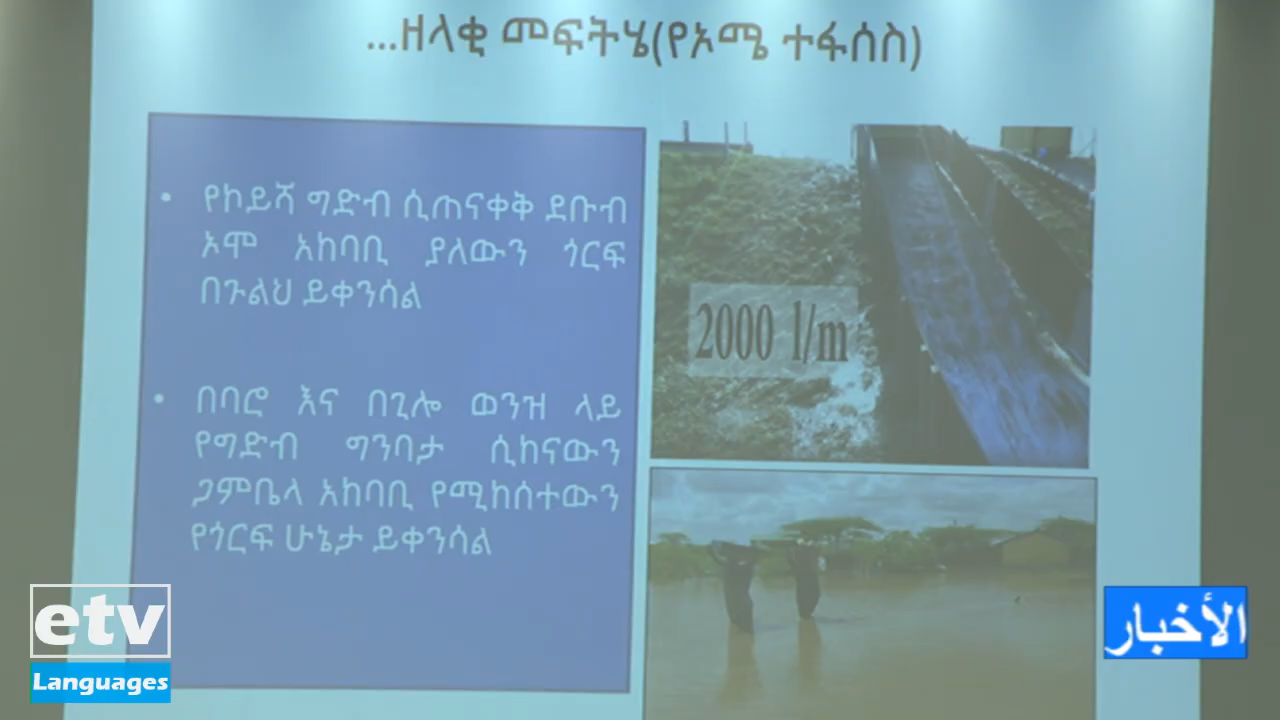 ...ዘላቂ መፍትሄ(የኦሜ ተፋሰስ)
• የኮይሻ ግድብ ሲጠናቀቅ ደቡብ
ኦሞ አከባቢ ያለውን ጎርፍ
በጉልህ ይቀንሳል
• በባሮ እና በጊሎ ወንዝ ላይ
የግድብ ግንባታ ሲከናውን
ጋምቤላ አከባቢ የሚከሰተውን
የጎርፍ ሁኔታ ይቀንሳል
2000 l/m
etv
Languages
الأخبار